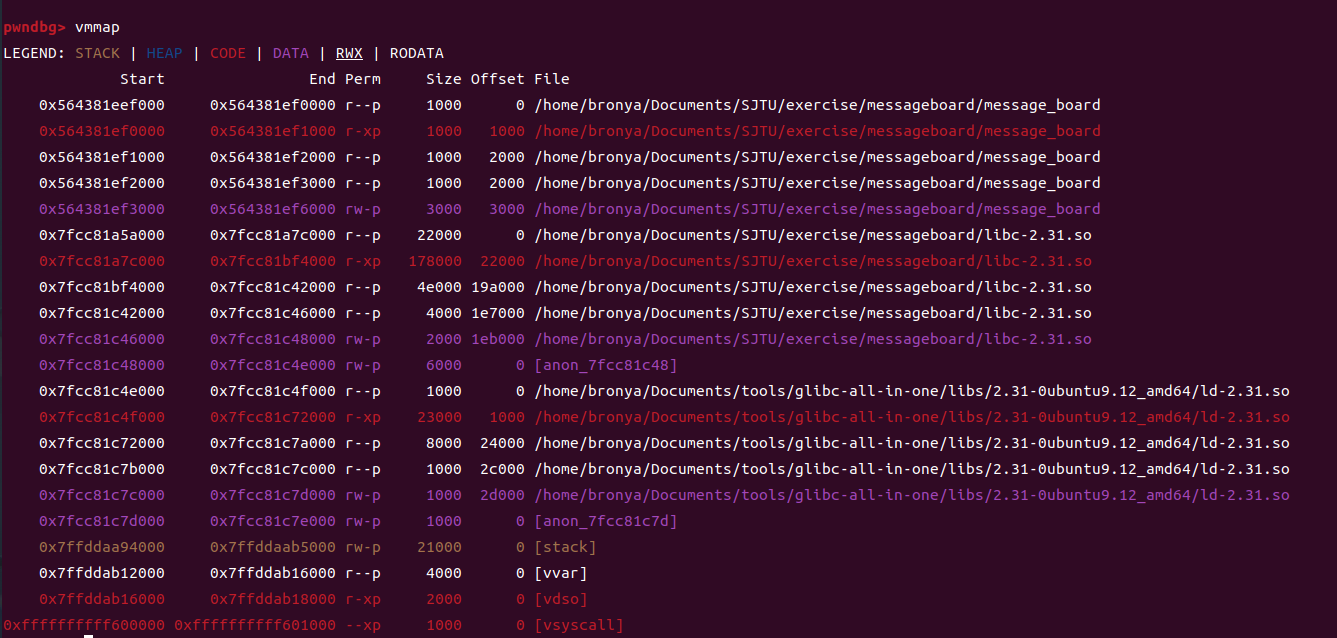 pwndbg> vmmap
LEGEND: STACK | HEAP | CODE | DATA | RWX | RODATA
Start End Perm Size Offset File
0x564381eef000 0x564381ef0000 r--p 1000 0 /home/bronya/Documents/SJTU/exercise/messageboard/message_board
0x564381ef0000 0x564381ef1000 r-xp 1000 1000 /home/bronya/Documents/SJTU/exercise/messageboard/message_board
0x564381ef1000 0x564381ef2000 r--p 1000 2000 /home/bronya/Documents/SJTU/exercise/messageboard/message_board
0x564381ef2000 0x564381ef3000 r--p 1000 2000 /home/bronya/Documents/SJTU/exercise/messageboard/message_board
0x564381ef3000 0x564381ef6000 rw-p 3000 3000 /home/bronya/Documents/SJTU/exercise/messageboard/message_board
0x7fcc81a5a000 0x7fcc81a7c000 r--p 22000 0 /home/bronya/Documents/SJTU/exercise/messageboard/libc-2.31.so
0x7fcc81a7c000 0x7fcc81bf4000 r-xp 178000 22000 /home/bronya/Documents/SJTU/exercise/messageboard/libc-2.31.so
0x7fcc81bf4000 0x7fcc81c42000 r--p 4e000 19a000 /home/bronya/Documents/SJTU/exercise/messageboard/libc-2.31.so
0x7fcc81c42000 0x7fcc81c46000 r--p 4000 1e7000 /home/bronya/Documents/SJTU/exercise/messageboard/libc-2.31.so
0x7fcc81c46000 0x7fcc81c48000 rw-p 2000 1eb000 /home/bronya/Documents/SJTU/exercise/messageboard/libc-2.31.so
0x7fcc81c48000 0x7fcc81c4e000 rw-p 6000 0 [anon_7fcc81c48]
0x7fcc81c4e000 0x7fcc81c4f000 r--p 1000 0 /home/bronya/Documents/tools/glibc-all-in-one/libs/2.31-0ubuntu9.12_amd64/ld-2.31.so
0x7fcc81c4f000 0x7fcc81c72000 r-xp 23000 1000 /home/bronya/Documents/tools/glibc-all-in-one/libs/2.31-0ubuntu9.12_amd64/ld-2.31.so
0x7fcc81c72000 0x7fcc81c7a000 r--p 8000 24000 /home/bronya/Documents/tools/glibc-all-in-one/libs/2.31-0ubuntu9.12_amd64/ld-2.31.so
0x7fcc81c7b000 0x7fcc81c7c000 r--p 1000 2c000 /home/bronya/Documents/tools/glibc-all-in-one/libs/2.31-0ubuntu9.12_amd64/ld-2.31.so
0x7fcc81c7c000 0x7fcc81c7d000 rw-p 1000 2d000 /home/bronya/Documents/tools/glibc-all-in-one/libs/2.31-0ubuntu9.12_amd64/ld-2.31.so
0x7fcc81c7d000 0x7fcc81c7e000 rw-p 1000 0 [anon_7fcc81c7d]
0x7ffddaa94000 0x7ffddaab5000 rw-p 21000 0 [stack]
0x7ffddab12000 0x7ffddab16000 r--p 4000 0 [vvar]
0x7ffddab16000 0x7ffddab18000 r-xp 2000 0 [vdso]
0xffffffffff600000 0xffffffffff601000 --xp 1000 0 [vsyscall]